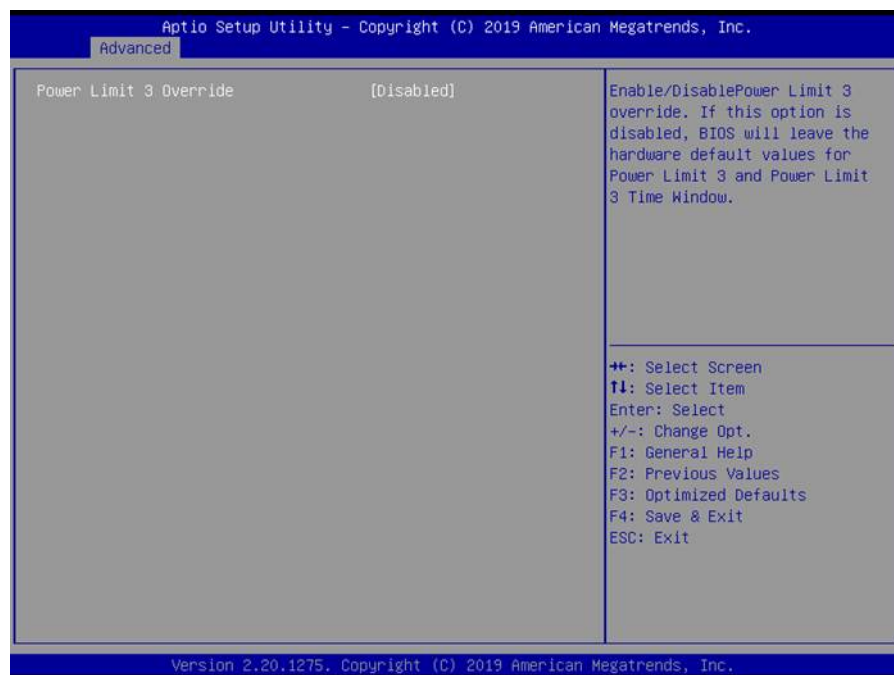 Aptio Setup Utility – Copyright (C) 2019 American Megatrends, Inc.
Advanced
Power Limit 3 Override [Disabled]
Enable/DisablePower Limit 3
override. If this option is
disabled, BIOS will leave the
hardware default values for
Power Limit 3 and Power Limit
3 Time Window.
→←: Select Screen
↑↓: Select Item
Enter: Select
+/-: Change Opt.
F1: General Help
F2: Previous Values
F3: Optimized Defaults
F4: Save & Exit
ESC: Exit
Version 2.20.1275. Copyright (C) 2019 American Megatrends, Inc.